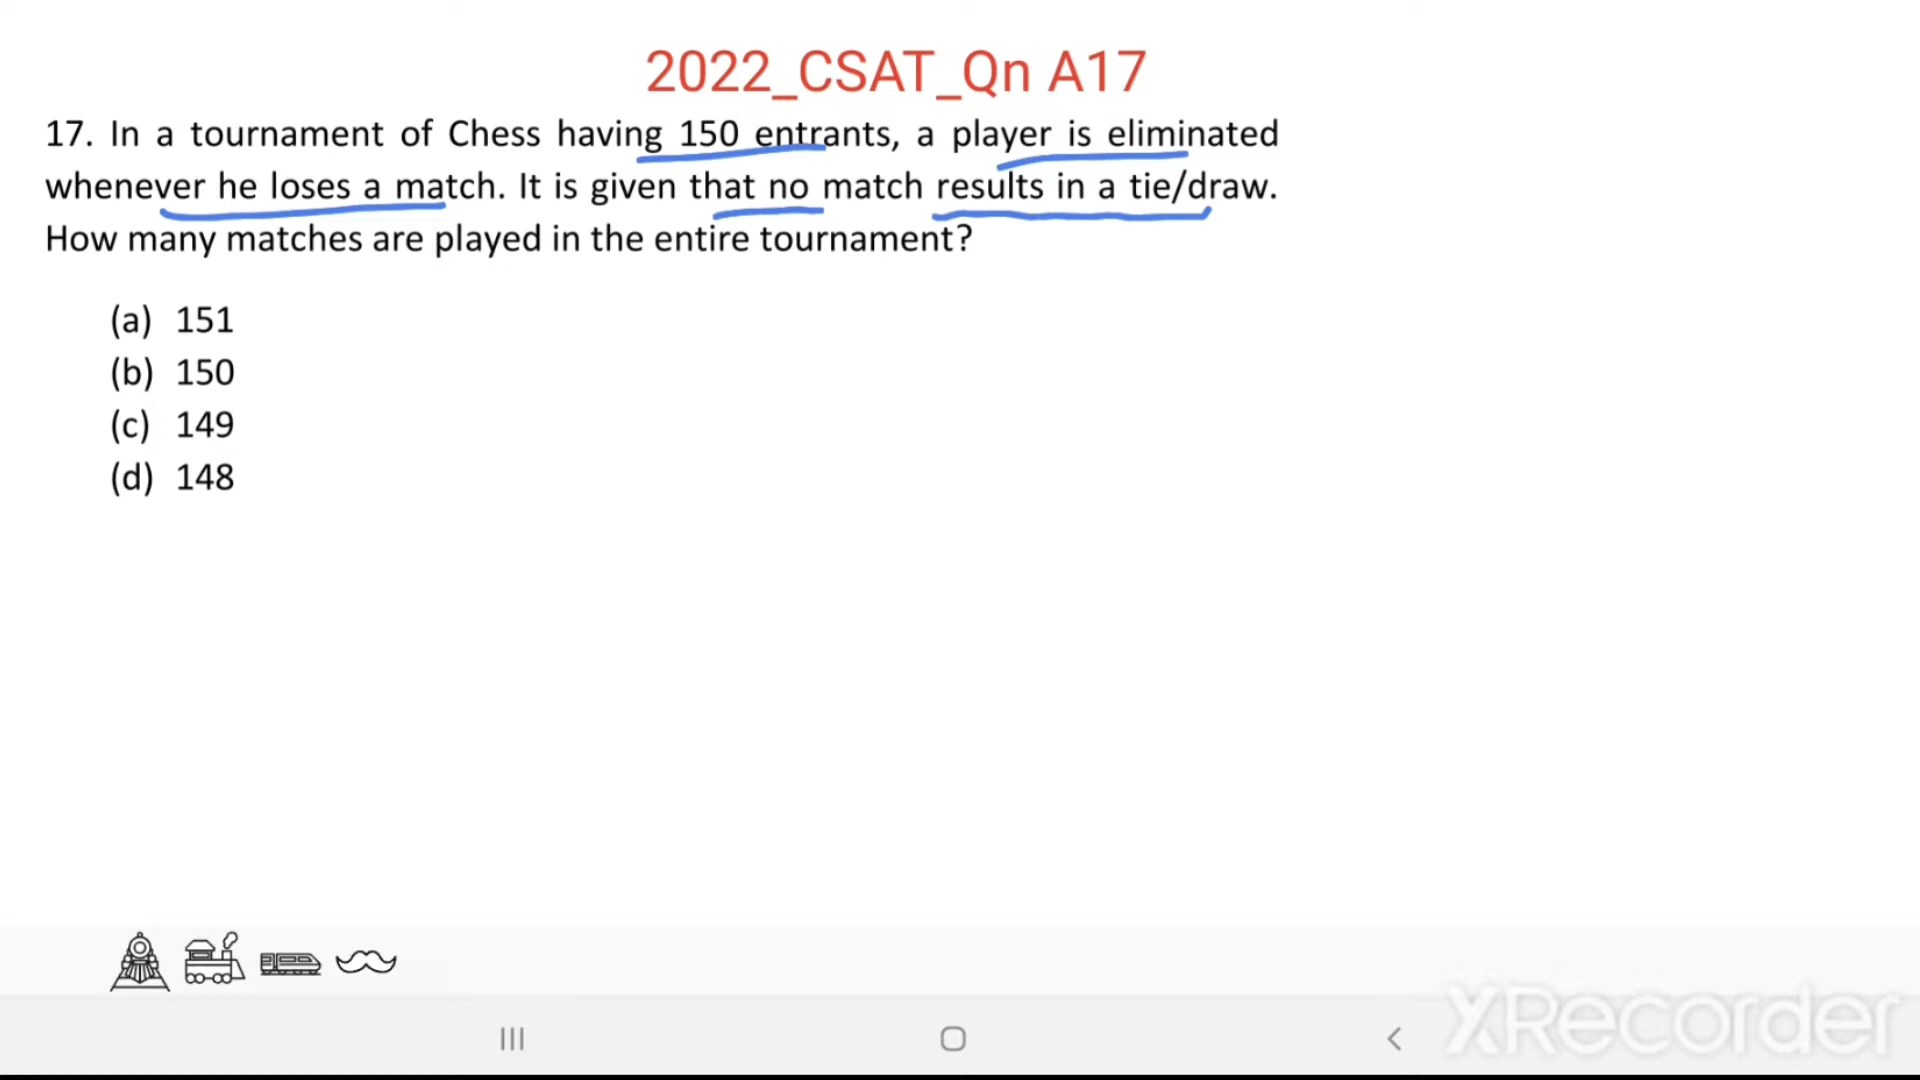 2022_CSAT_Qn A17
17. In a tournament of Chess having 150 entrants, a player is eliminated
whenever he loses a match. It is given that no match results in a tie/draw.
How many matches are played in the entire tournament?
(a) 151
(b) 150
(c) 149
(d) 148
XRecorder